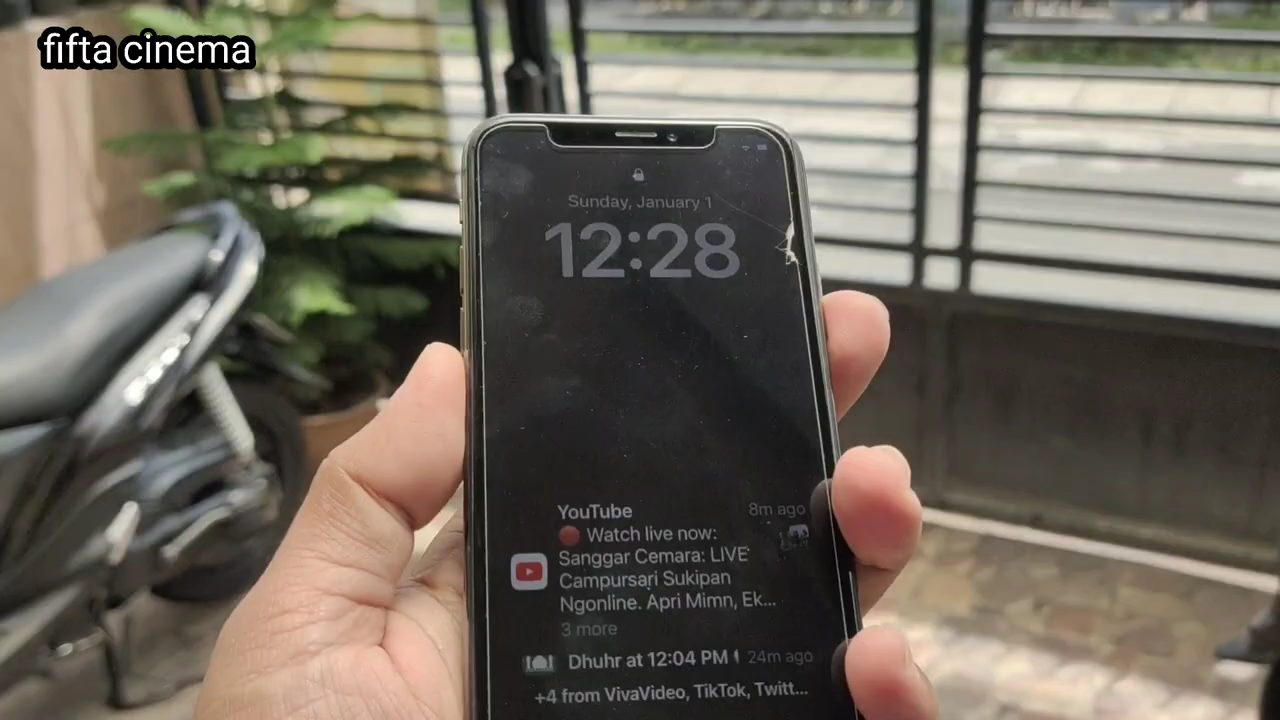 fifta cinema
Sunday, January 1
12:28
YouTube
8m ago
Watch live now:
Sanggar Cemara: LIVE
Campursari Sukipan
Ngonline. Apri Mimn, Ek...
3 more
Dhuhr at 12:04 PM
24m ago
+4 from VivaVideo, TikTok, Twitt...